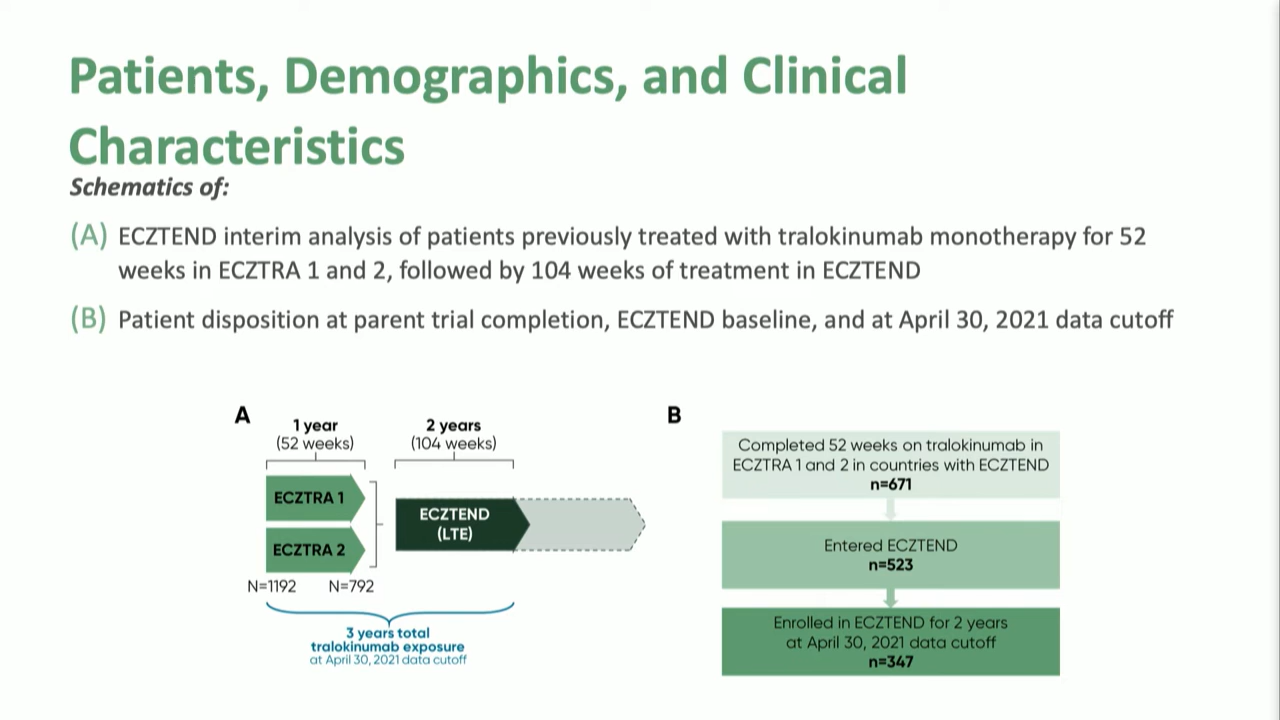 Patients, Demographics, and Clinical
Characteristics
Schematics of:
(A) ECZTEND interim analysis of patients previously treated with tralokinumab monotherapy for 52
weeks in ECZTRA 1 and 2, followed by 104 weeks of treatment in ECZTEND
(B) Patient disposition at parent trial completion, ECZTEND baseline, and at April 30, 2021 data cutoff
A
1 year
(52 weeks)
2 years
(104 weeks)
ECZTRA 1
ECZTRA 2
ECZTEND
(LTE)
N=1192
N=792
3 years total
tralokinumab exposure
at April 30, 2021 data cutoff
B
Completed 52 weeks on tralokinumab in
ECZTRA 1 and 2 in countries with ECZTEND
n=671
Entered ECZTEND
n=523
Enrolled in ECZTEND for 2 years
at April 30, 2021 data cutoff
n=347